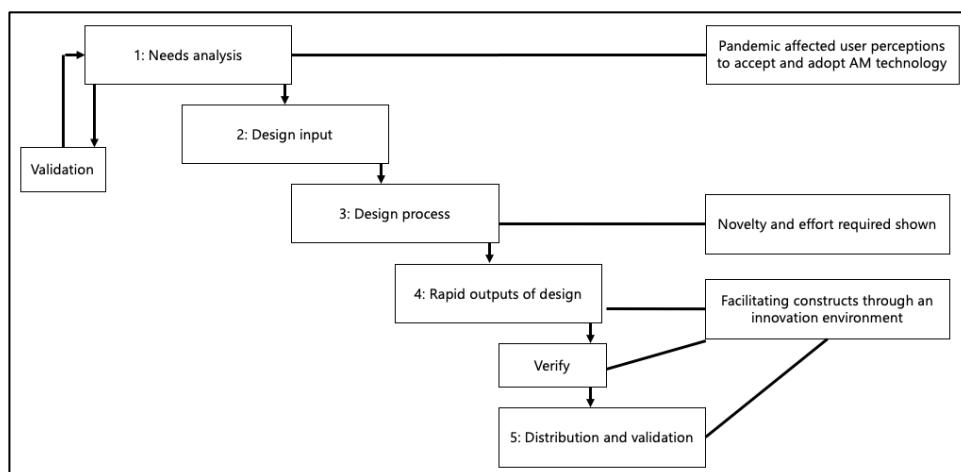 1: Needs analysis
Pandemic affected user perceptions
to accept and adopt AM technology
2: Design input
Validation
3: Design process
Novelty and effort required shown
4: Rapid outputs of design
Facilitating constructs through an
innovation environment
Verify
5: Distribution and validation